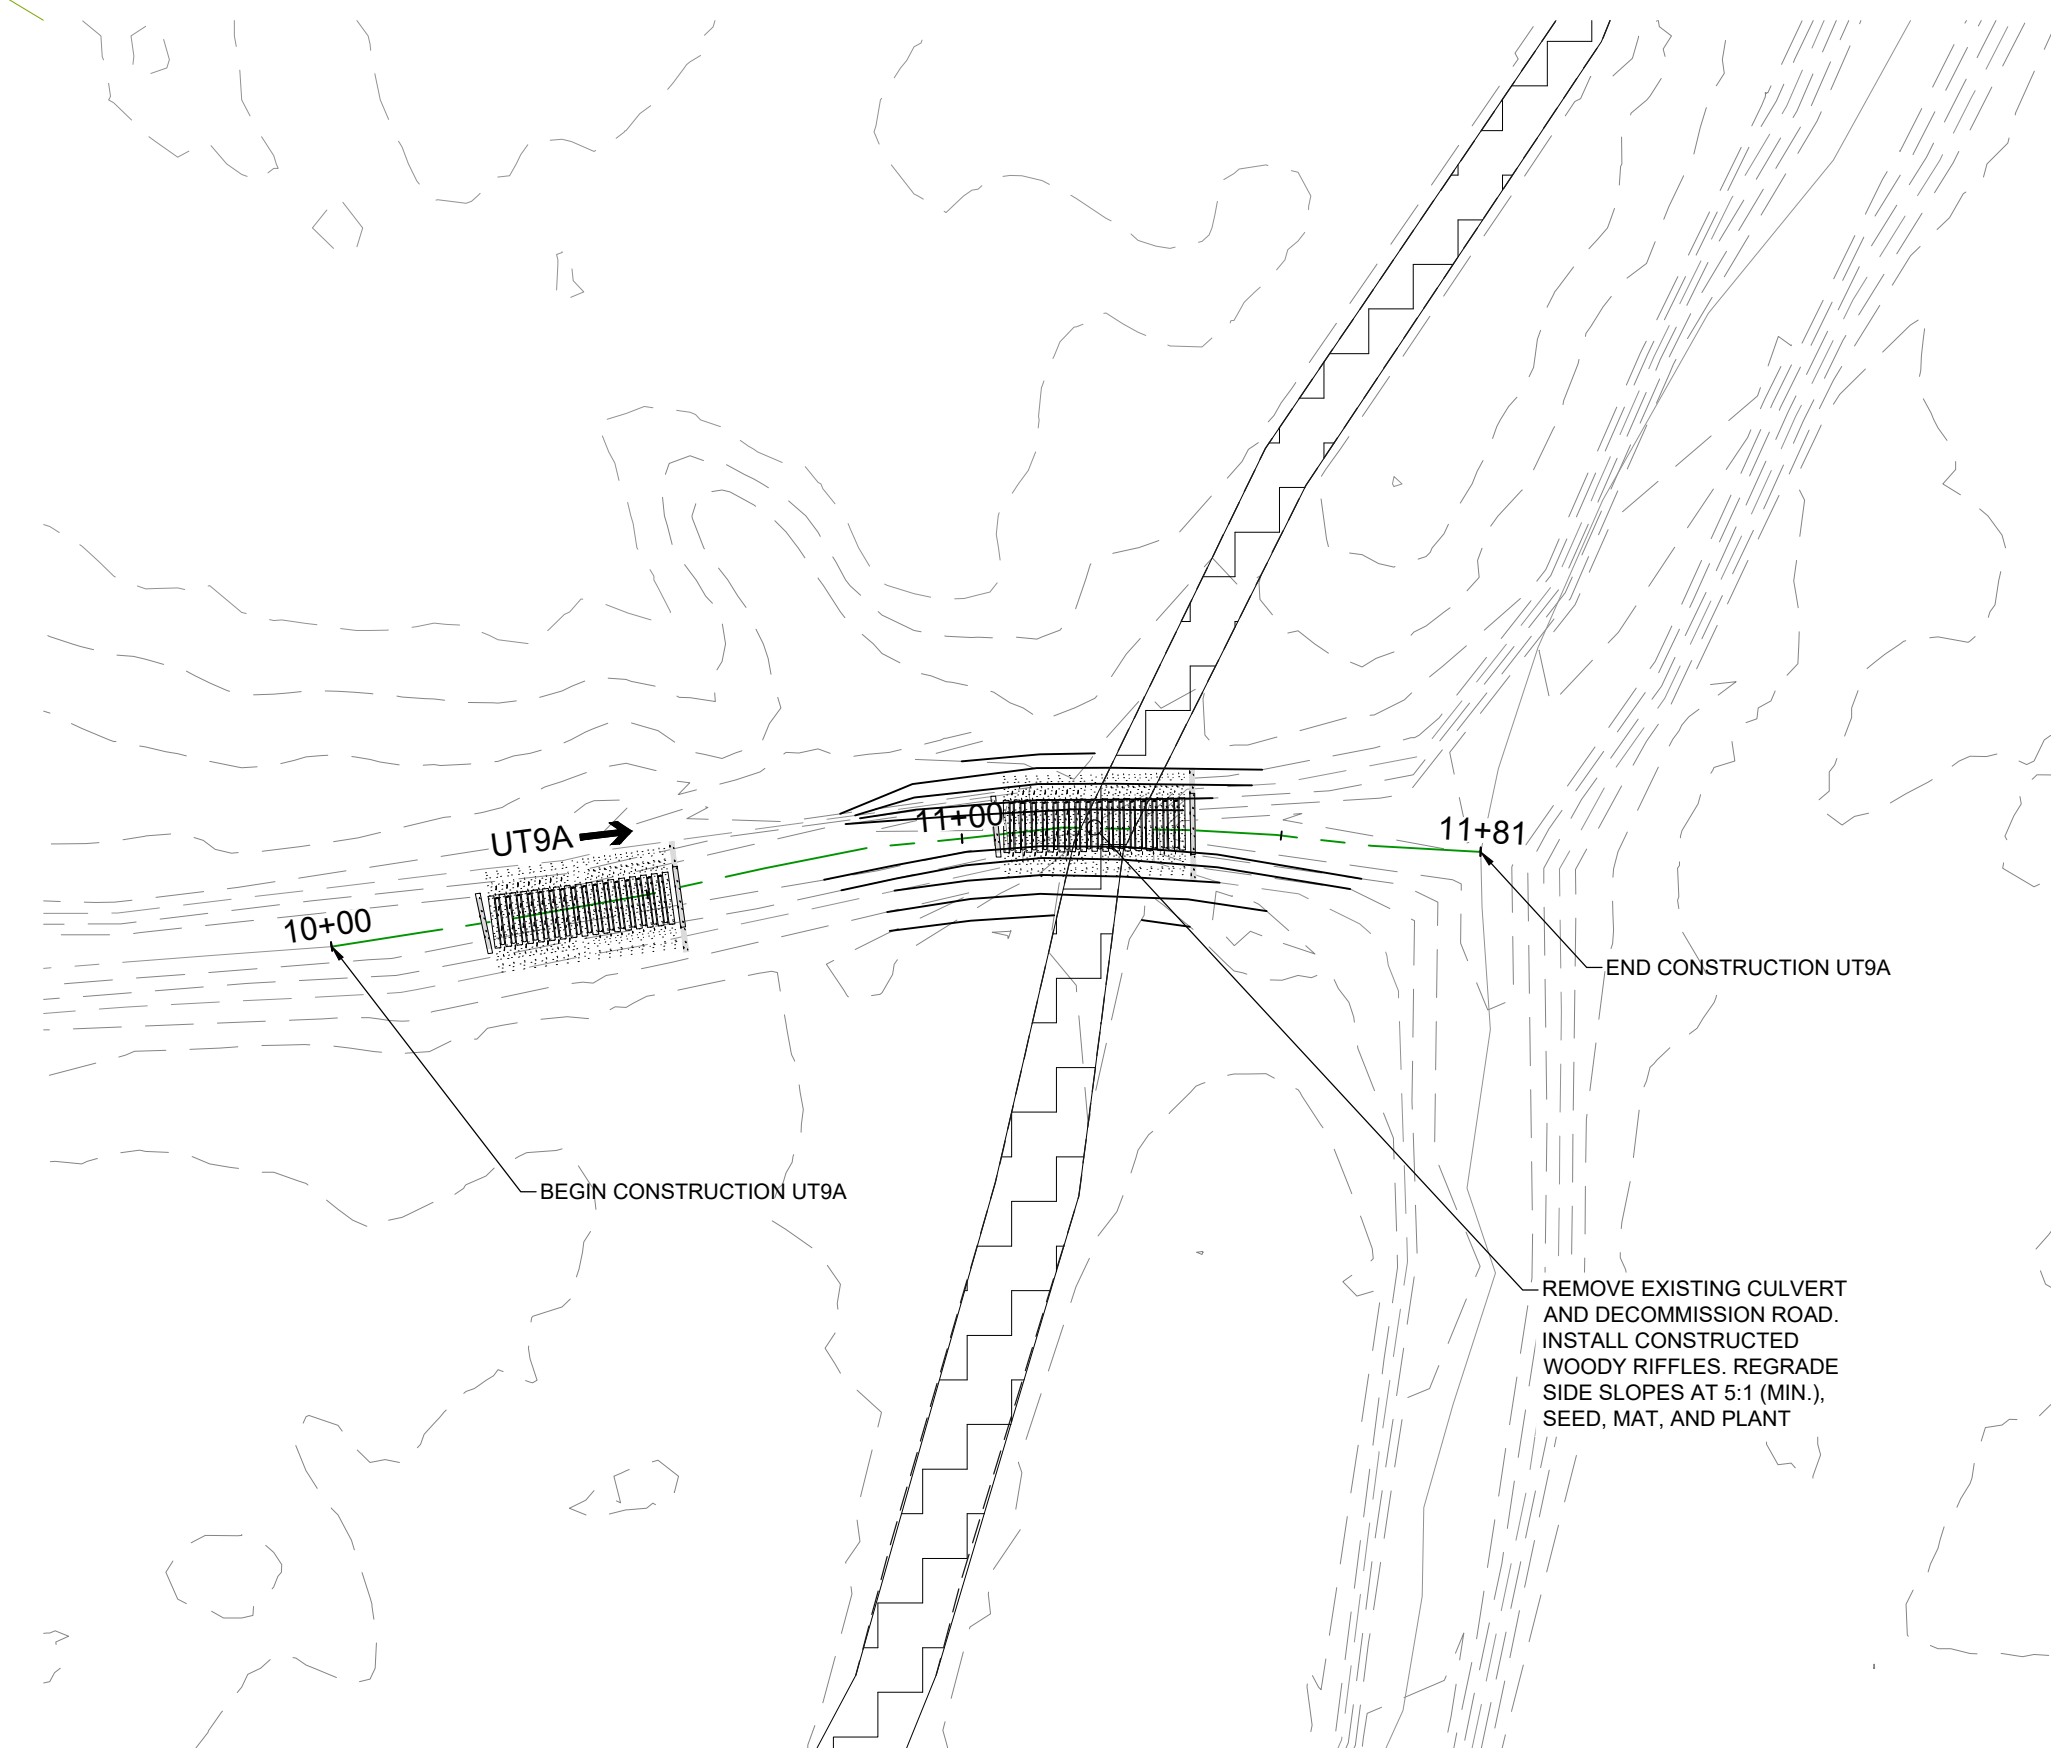 11+00
11+81
UT9A
10+00
END CONSTRUCTION UT9A
BEGIN CONSTRUCTION UT9A
REMOVE EXISTING CULVERT
AND DECOMMISSION ROAD.
INSTALL CONSTRUCTED
WOODY RIFFLES. REGRADE
SIDE SLOPES AT 5:1 (MIN.),
SEED, MAT, AND PLANT